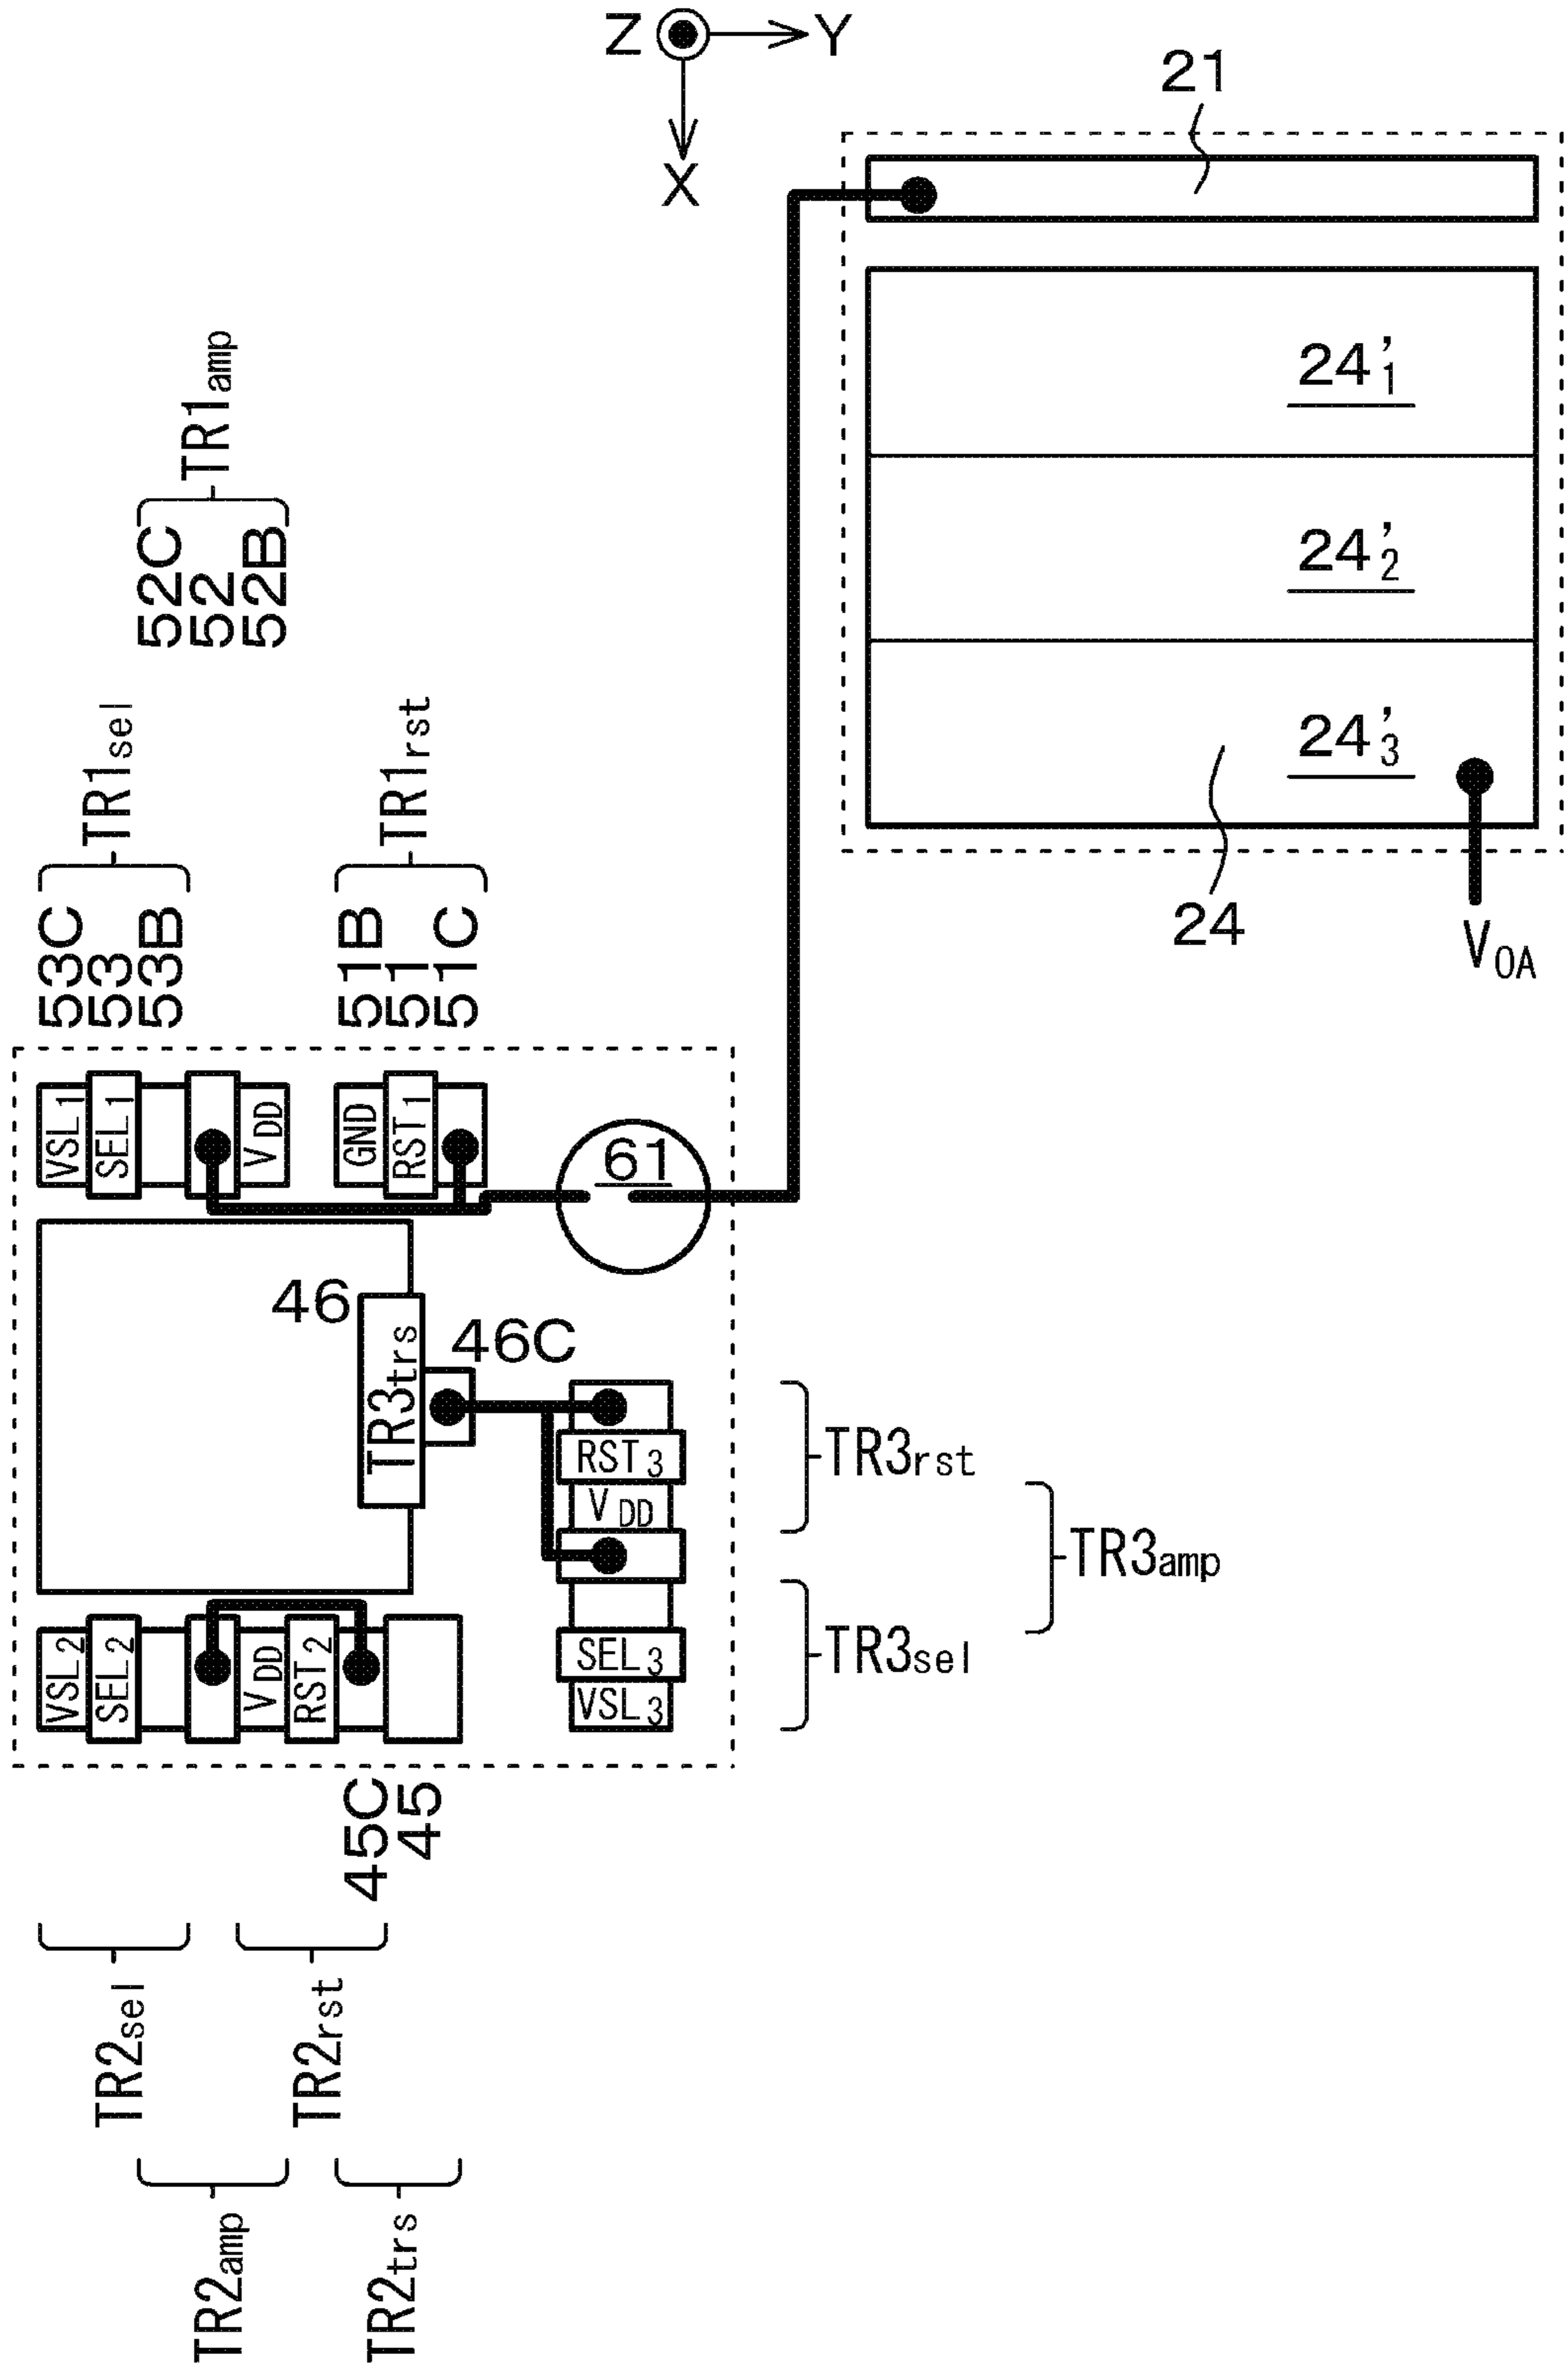 Z
Y
X
21
24'1
24'2
24'3
24
VOA
52C
52
52B
TR1amp
53C
53
53B
TR1sel
51B
51
51C
TR1rst
VSL1
SEL1
VDD
GND
RST1
61
46
TR3trs
46C
RST3
VDD
SEL3
VSL3
TR3rst
TR3amp
TR3sel
VSL2
SEL2
VDD
RST2
45C
45
TR2sel
TR2rst
TR2amp
TR2trs